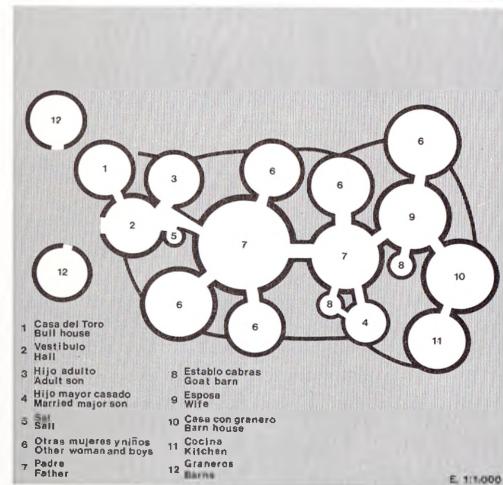 12
6
1
3
6
6
2
5
9
7
7
12
8
10
6
8
6
4
11
1 Casa del Toro
Bull house
2 Vestibulo
Hall
3 Hijo adulto
Adult son
4 Hijo mayor casado
Married major son
5 Sal
Sall
6 Otras mujeres y niños
Other woman and boys
7 Padre
Father
8 Establo cabras
Goat barn
9 Esposa
Wife
10 Casa con granero
Barn house
11 Cocina
Kitchen
12 Graneros
Barns
E. 1:1.000